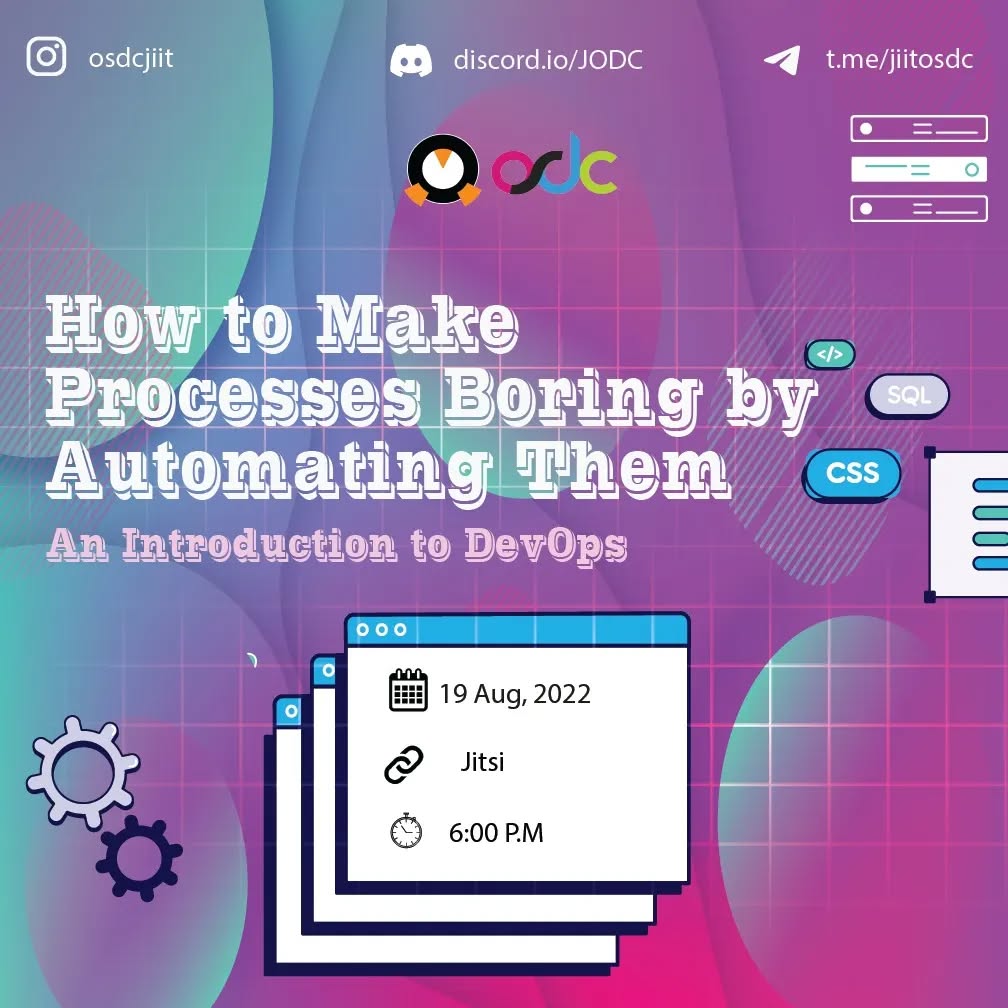 osdcjiit
discord.io/JODC
t.me/jiitosdc
osdc
How to Make
Processes Boring by
Automating Them
An Introduction to DevOps
</>
SQL
CSS
19 Aug, 2022
Jitsi
6:00 P.M